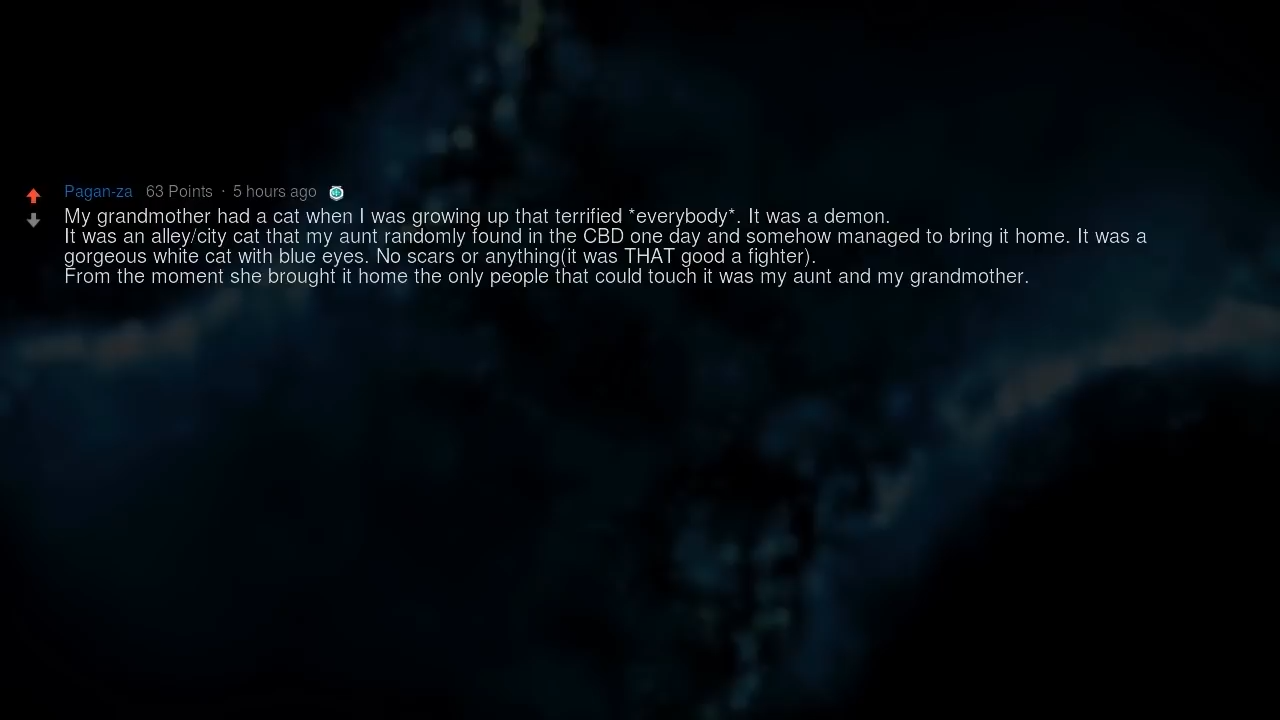 Pagan-za 63 Points · 5 hours ago
My grandmother had a cat when I was growing up that terrified *everybody*. It was a demon.
It was an alley/city cat that my aunt randomly found in the CBD one day and somehow managed to bring it home. It was a
gorgeous white cat with blue eyes. No scars or anything(it was THAT good a fighter).
From the moment she brought it home the only people that could touch it was my aunt and my grandmother.